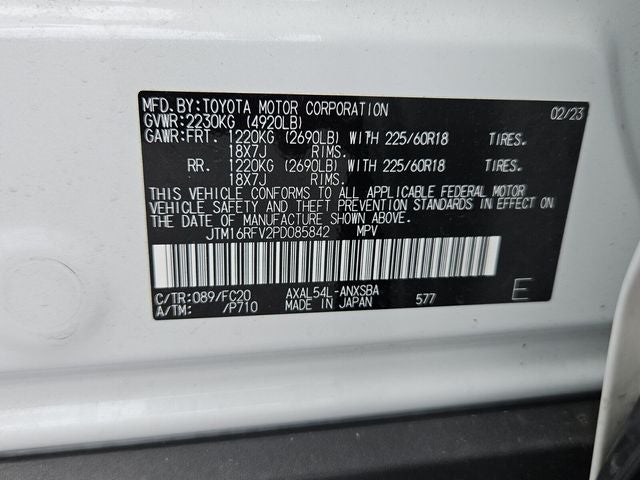 MFD.BY:TOYOTA MOTOR CORPORATION 02/23
GVWR:2230KG (4920LB)
GAWR:FRT. 1220KG (2690LB) WITH 225/60R18 TIRES.
18X7J RIMS.
RR. 1220KG (2690LB) WITH 225/60R18 TIRES.
18X7J RIMS.
THIS VEHICLE CONFORMS TO ALL APPLICABLE FEDERAL MOTOR
VEHICLE SAFETY AND THEFT PREVENTION STANDARDS IN EFFECT ON
THE DATE OF MANUFACTURE SHOWN ABOVE.
JTM16RFV2PD085842 MPV
C/TR:089/FC20 AXAL54L-ANXSBA
A/TM: /P710 MADE IN JAPAN 577 E